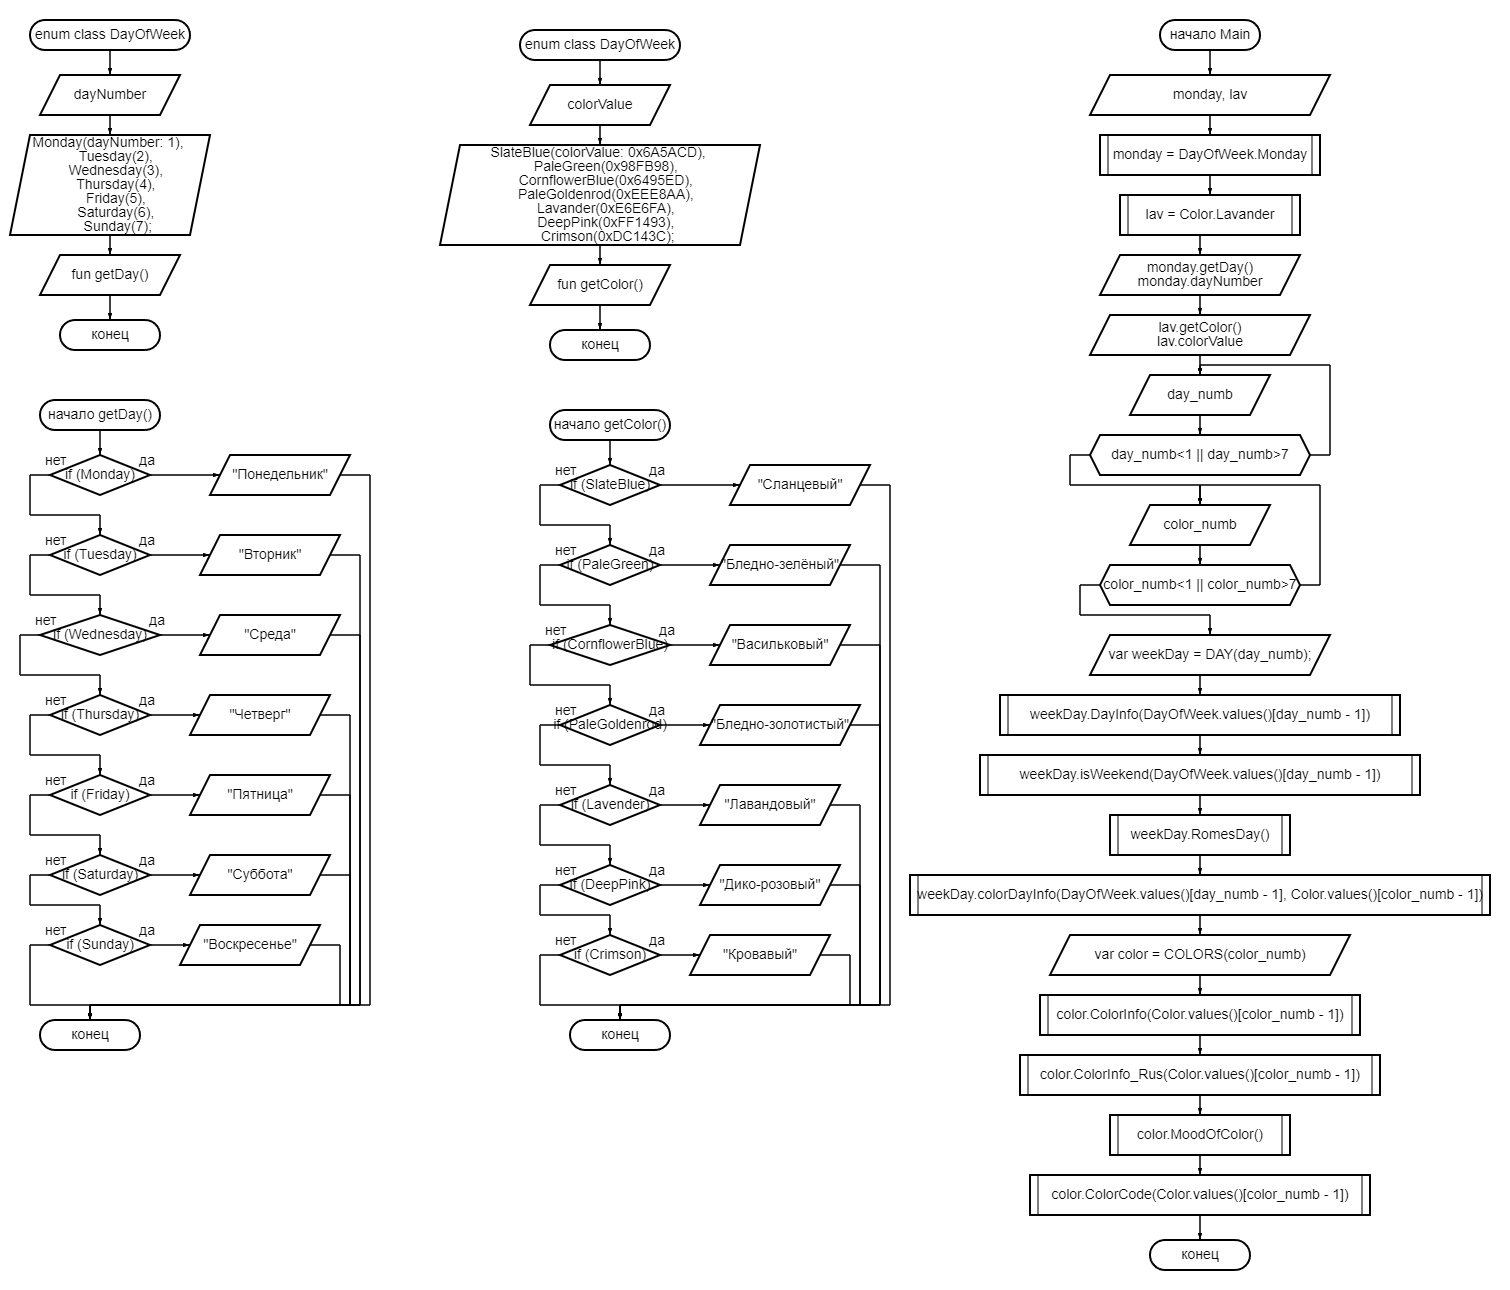 enum class DayOfWeek
dayNumber
Monday(dayNumber: 1),
Tuesday(2),
Wednesday(3),
Thursday(4),
Friday(5),
Saturday(6),
Sunday(7);
fun getDay()
конец
начало getDay()
нет
да
if (Monday)
"Понедельник"
нет
да
if (Tuesday)
"Вторник"
нет
да
if (Wednesday)
"Среда"
нет
да
if (Thursday)
"Четверг"
нет
да
if (Friday)
"Пятница"
нет
да
if (Saturday)
"Суббота"
нет
да
if (Sunday)
"Воскресенье"
конец
enum class DayOfWeek
colorValue
SlateBlue(colorValue: 0x6A5ACD),
PaleGreen(0x98FB98),
CornflowerBlue(0x6495ED),
PaleGoldenrod(0xEEE8AA),
Lavander(0xE6E6FA),
DeepPink(0xFF1493),
Crimson(0xDC143C);
fun getColor()
конец
начало getColor()
нет
да
if (SlateBlue)
"Сланцевый"
нет
да
if (PaleGreen)
"Бледно-зелёный"
нет
да
if (CornflowerBlue)
"Васильковый"
нет
да
if (PaleGoldenrod)
"Бледно-золотистый"
нет
да
if (Lavender)
"Лавандовый"
нет
да
if (DeepPink)
"Дико-розовый"
нет
да
if (Crimson)
"Кровавый"
конец
начало Main
monday, lav
monday = DayOfWeek.Monday
lav = Color.Lavander
monday.getDay()
monday.dayNumber
lav.getColor()
lav.colorValue
day_numb
day_numb<1 || day_numb>7
color_numb
color_numb<1 || color_numb>7
var weekDay = DAY(day_numb);
weekDay.DayInfo(DayOfWeek.values()[day_numb - 1])
weekDay.isWeekend(DayOfWeek.values()[day_numb - 1])
weekDay.RomesDay()
weekDay.colorDayInfo(DayOfWeek.values()[day_numb - 1], Color.values()[color_numb - 1])
var color = COLORS(color_numb)
color.ColorInfo(Color.values()[color_numb - 1])
color.ColorInfo_Rus(Color.values()[color_numb - 1])
color.MoodOfColor()
color.ColorCode(Color.values()[color_numb - 1])
конец